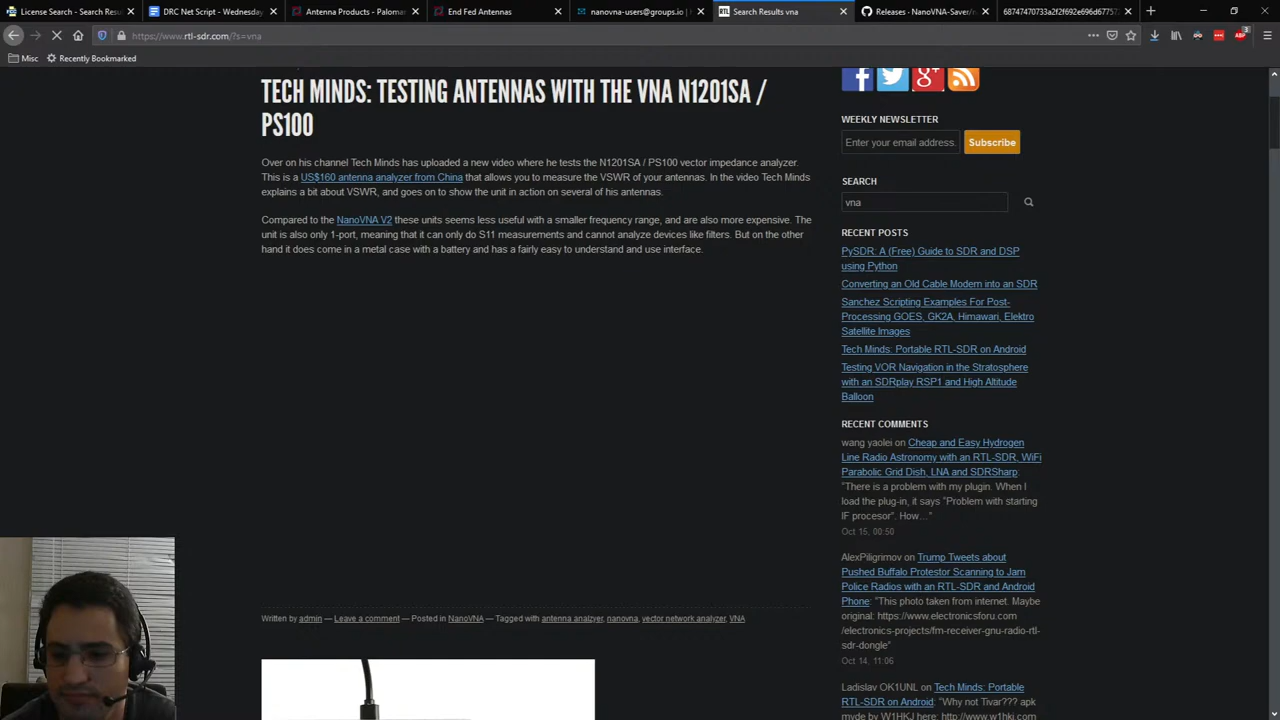 License Search - Search Resul
DRC Net Script - Wednesday
Antenna Products - Palomar
End Fed Antennas
nanovna-users@groups.io |
Search Results vna
Releases · NanoVNA-Saver/n
68747470733a2f2f692e696d6775
https://www.rtl-sdr.com/?s=vna
Misc
Recently Bookmarked
TECH MINDS: TESTING ANTENNAS WITH THE VNA N1201SA /
PS100
Over on his channel Tech Minds has uploaded a new video where he tests the N1201SA / PS100 vector impedance analyzer.
This is a US$160 antenna analyzer from China that allows you to measure the VSWR of your antennas. In the video Tech Minds
explains a bit about VSWR, and goes on to show the unit in action on several of his antennas.
Compared to the NanoVNA V2 these units seems less useful with a smaller frequency range, and are also more expensive. The
unit is also only 1-port, meaning that it can only do S11 measurements and cannot analyze devices like filters. But on the other
hand it does come in a metal case with a battery and has a fairly easy to understand and use interface.
Written by admin — Leave a comment — Posted in NanoVNA — Tagged with antenna analzyer, nanovna, vector network analyzer, VNA
WEEKLY NEWSLETTER
Enter your email address.
Subscribe
SEARCH
vna
RECENT POSTS
PySDR: A (Free) Guide to SDR and DSP
using Python
Converting an Old Cable Modem into an SDR
Sanchez Scripting Examples For Post-
Processing GOES, GK2A, Himawari, Elektro
Satellite Images
Tech Minds: Portable RTL-SDR on Android
Testing VOR Navigation in the Stratosphere
with an SDRplay RSP1 and High Altitude
Balloon
RECENT COMMENTS
wang yaolei on Cheap and Easy Hydrogen
Line Radio Astronomy with an RTL-SDR, WiFi
Parabolic Grid Dish, LNA and SDRSharp:
"There is a problem with my plugin. When I
load the plug-in, it says "Problem with starting
IF procesor". How…"
Oct 15, 00:50
AlexPiligrimov on Trump Tweets about
Pushed Buffalo Protestor Scanning to Jam
Police Radios with an RTL-SDR and Android
Phone: "This photo taken from internet. Maybe
original: https://www.electronicsforu.com
/electronics-projects/fm-receiver-gnu-radio-rtl-
sdr-dongle"
Oct 14, 11:06
Ladislav OK1UNL on Tech Minds: Portable
RTL-SDR on Android: "Why not Tivar??? apk
myde by W1HKJ here: http://www.w1hkj.com